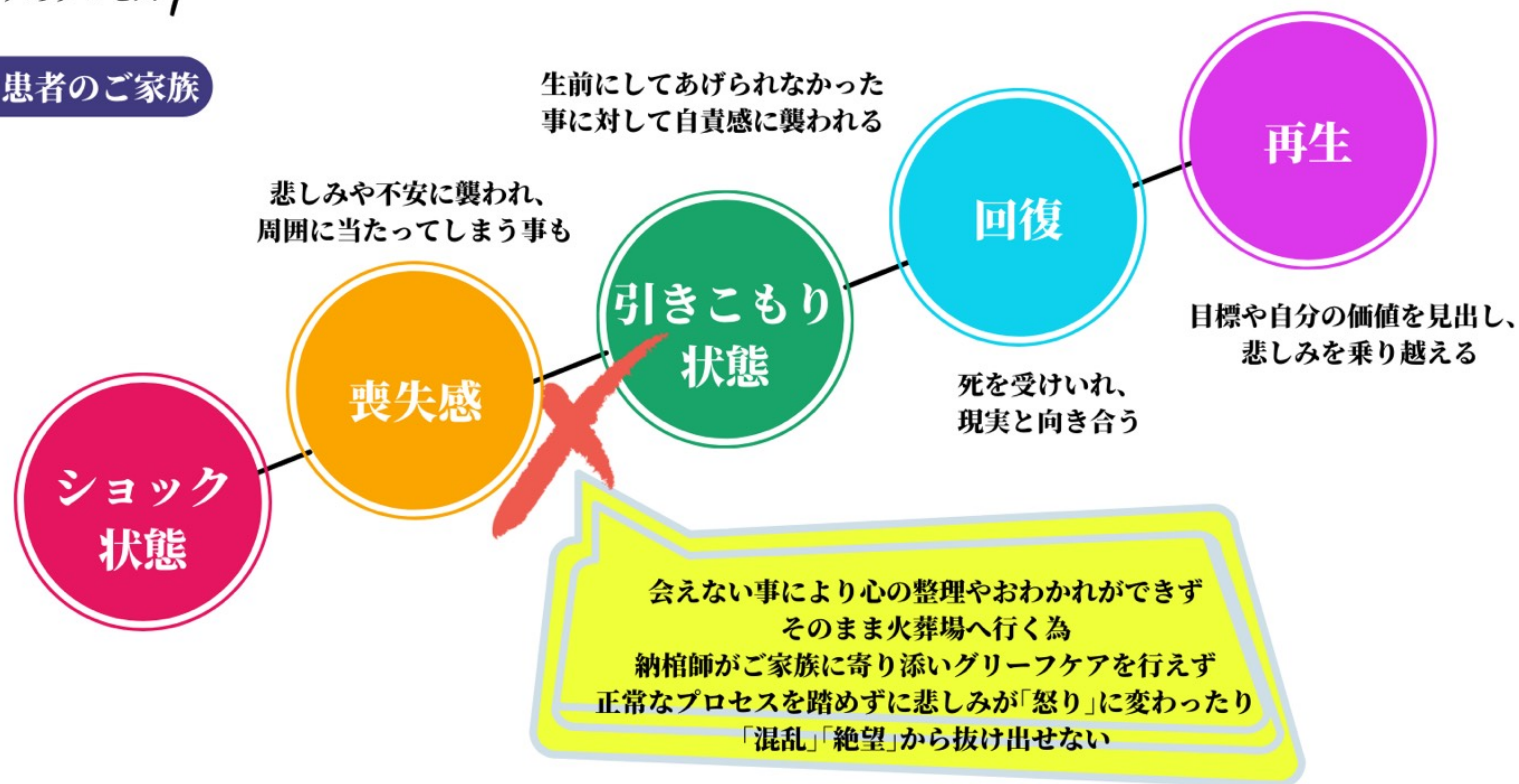 患者のご家族
生前にしてあげられなかった
事に対して自責感に襲われる
再生
悲しみや不安に襲われ、
周囲に当たってしまう事も
回復
引きこもり
状態
目標や自分の価値を見出し、
悲しみを乗り越える
喪失感
死を受けいれ、
現実と向き合う
ショック
状態
会えない事により心の整理やおわかれができず
そのまま火葬場へ行く為
納棺師がご家族に寄り添いグリーフケアを行えず
正常なプロセスを踏めずに悲しみが「怒り」に変わったり
「混乱」「絶望」から抜け出せない